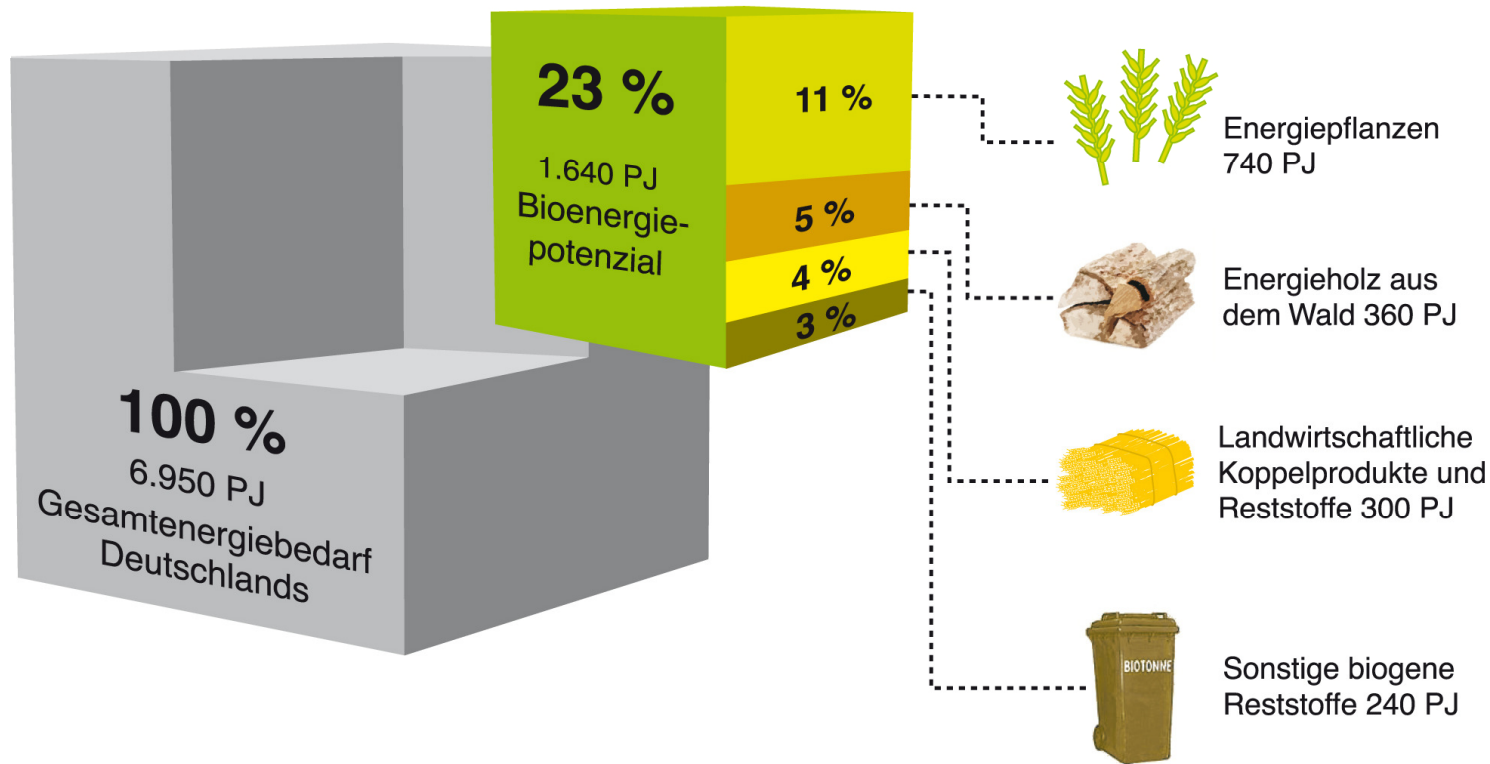 23 %
1.640 PJ
Bioenergie-
potenzial
11 %
5 %
4 %
3 %
100 %
6.950 PJ
Gesamtenergiebedarf
Deutschlands
Energiepflanzen
740 PJ
Energieholz aus
dem Wald 360 PJ
Landwirtschaftliche
Koppelprodukte und
Reststoffe 300 PJ
BIOTONNE
Sonstige biogene
Reststoffe 240 PJ